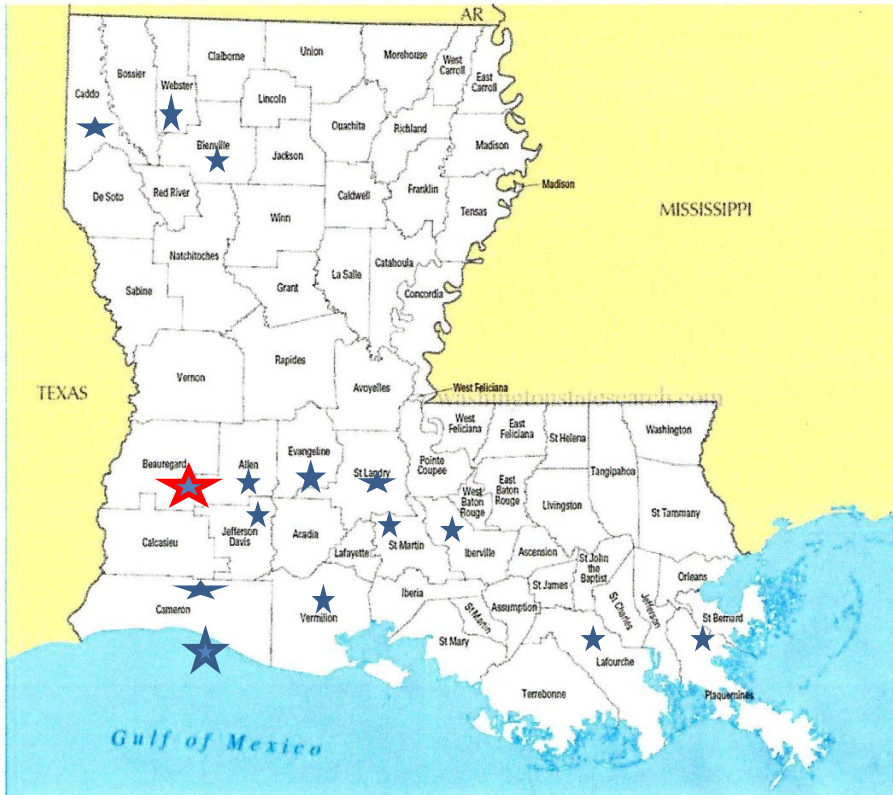 AR
Claiborne
Union
Morehouse
West
Carroll
East
Carroll
Bossier
Webster
Caddo
Lincoln
Ouachita
Richland
Madison
Bienville
Jackson
Madison
De Soto
Red River
Caldwell
Franklin
Tensas
MISSISSIPPI
Winn
Natchitoches
Catahoula
La Salle
Sabine
Grant
Concordia
Rapides
Vernon
TEXAS
Avoyelles
West Feliciana
washingtonstatesearch.com
West
Feliciana
East
Feliciana
St Helena
Washington
Beauregard
Allen
Evangeline
St Landry
Pointe
Coupee
West
Baton
Rouge
East
Baton
Rouge
Tangipahoa
Livingston
St Tammany
Calcasieu
Jefferson
Davis
Acadia
Lafayette
St Martin
Iberville
Ascension
St John
the
Baptist
Orleans
Cameron
Vermilion
Iberia
St Martin
Assumption
St James
St Charles
Jefferson
St Bernard
St Mary
Lafourche
Terrebonne
Plaquemines
Gulf of Mexico